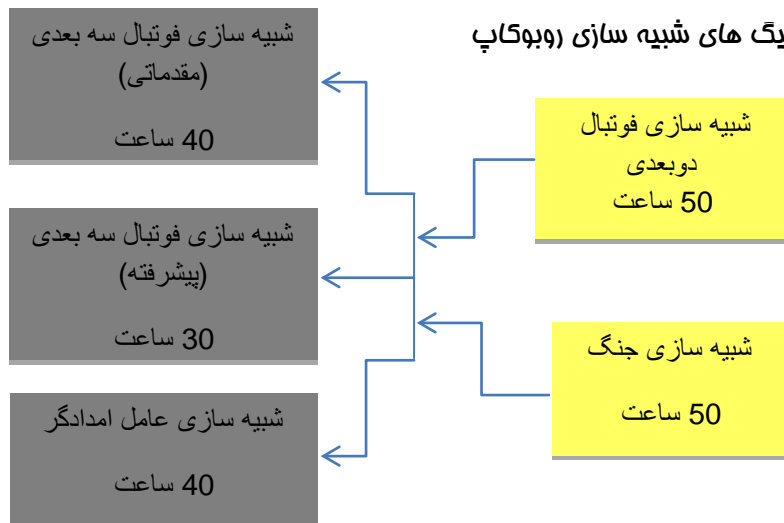 های شبیه سازی روبوکاپ
شبیه سازی فوتبال
دوبعدی
50 ساعت
شبیه سازی جنگ
50 ساعت
شبیه سازی فوتبال سه بعدی
(مقدماتی)
40 ساعت
شبیه سازی فوتبال سه بعدی
(پیشرفته)
30 ساعت
شبیه سازی عامل امدادگر
40 ساعت